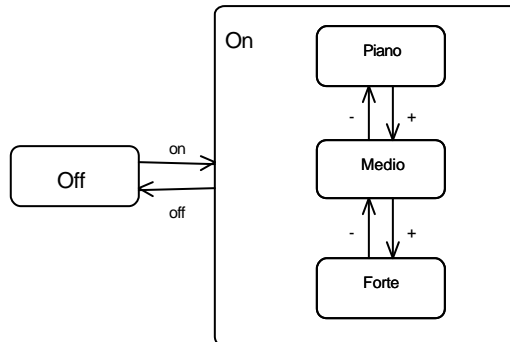 On
Piano
- +
on
Medio
Off
off
- +
Forte